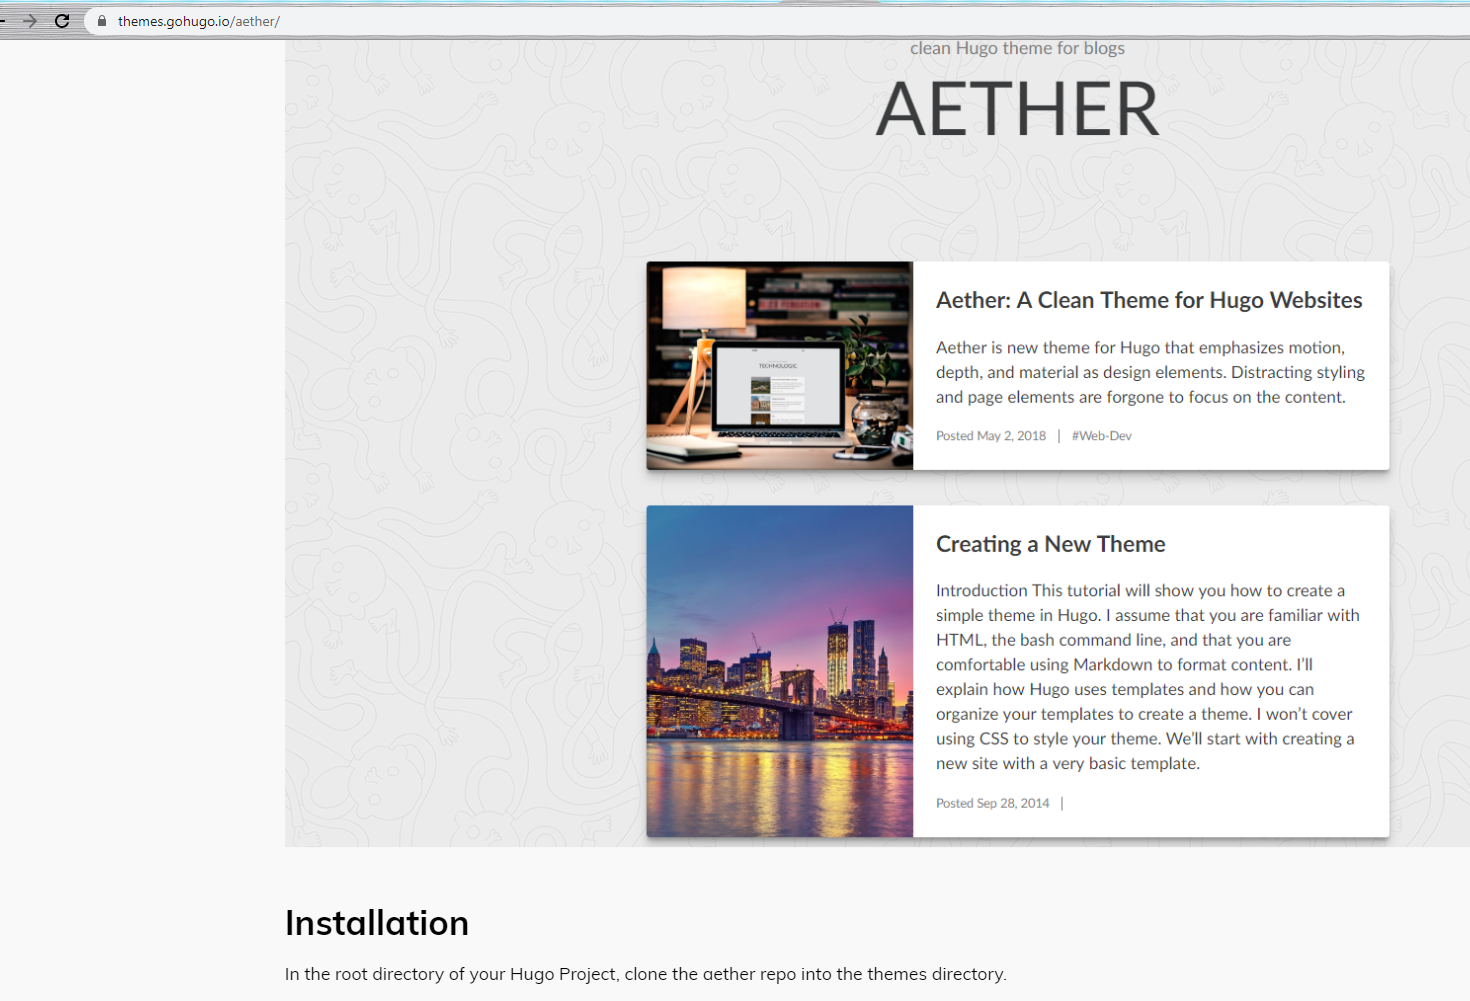 themes.gohugo.io/aether/
clean Hugo theme for blogs
AETHER
TECHNOLOGIC
Aether: A Clean Theme for Hugo Websites
Aether is new theme for Hugo that emphasizes motion,
depth, and material as design elements. Distracting styling
and page elements are forgone to focus on the content.
Posted May 2, 2018 | #Web-Dev
Creating a New Theme
Introduction This tutorial will show you how to create a
simple theme in Hugo. I assume that you are familiar with
HTML, the bash command line, and that you are
comfortable using Markdown to format content. I’ll
explain how Hugo uses templates and how you can
organize your templates to create a theme. I won’t cover
using CSS to style your theme. We’ll start with creating a
new site with a very basic template.
Posted Sep 28, 2014 |
Installation
In the root directory of your Hugo Project, clone the aether repo into the themes directory.